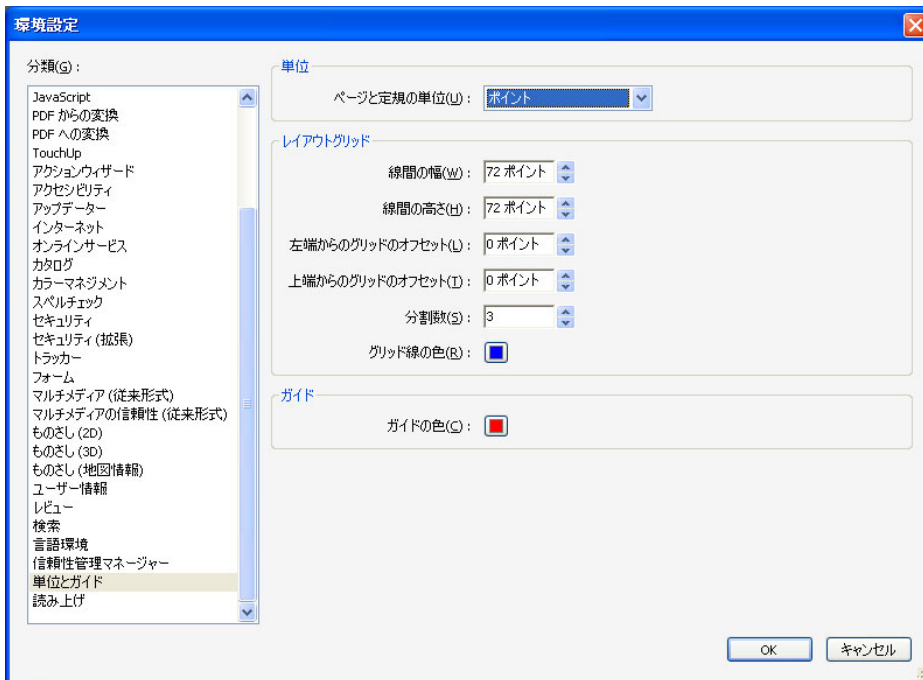 環境設定
分類(G) :
JavaScript
PDF からの変換
PDF への変換
TouchUp
アクションウィザード
アクセシビリティ
アップデーター
インターネット
オンラインサービス
カタログ
カラーマネジメント
スペルチェック
セキュリティ
セキュリティ (拡張)
トラッカー
フォーム
マルチメディア (従来形式)
マルチメディアの信頼性 (従来形式)
ものさし (2D)
ものさし (3D)
ものさし (地図情報)
ユーザー情報
レビュー
検索
言語環境
信頼性管理マネージャー
単位とガイド
読み上げ
単位
ページと定規の単位(U) : ポイント
レイアウトグリッド
線間の幅(W) : 72 ポイント
線間の高さ(H) : 72 ポイント
左端からのグリッドのオフセット(L) : 0 ポイント
上端からのグリッドのオフセット(T) : 0 ポイント
分割数(S) : 3
グリッド線の色(R) :
ガイド
ガイドの色(C) :
OK キャンセル